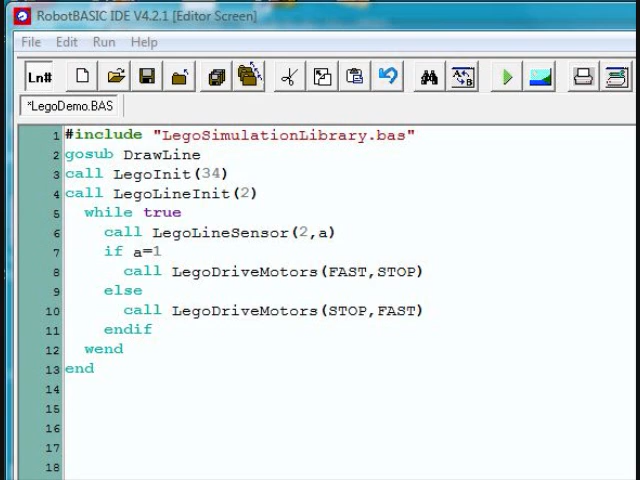 RobotBASIC IDE V4.2.1 [Editor Screen]
File Edit Run Help
Ln#
*LegoDemo.BAS
1 #include "LegoSimulationLibrary.bas"
2 gosub DrawLine
3 call LegoInit(34)
4 call LegoLineInit(2)
5 while true
6 call LegoLineSensor(2,a)
7 if a=1
8 call LegoDriveMotors(FAST,STOP)
9 else
10 call LegoDriveMotors(STOP,FAST)
11 endif
12 wend
13 end
14
15
16
17
18